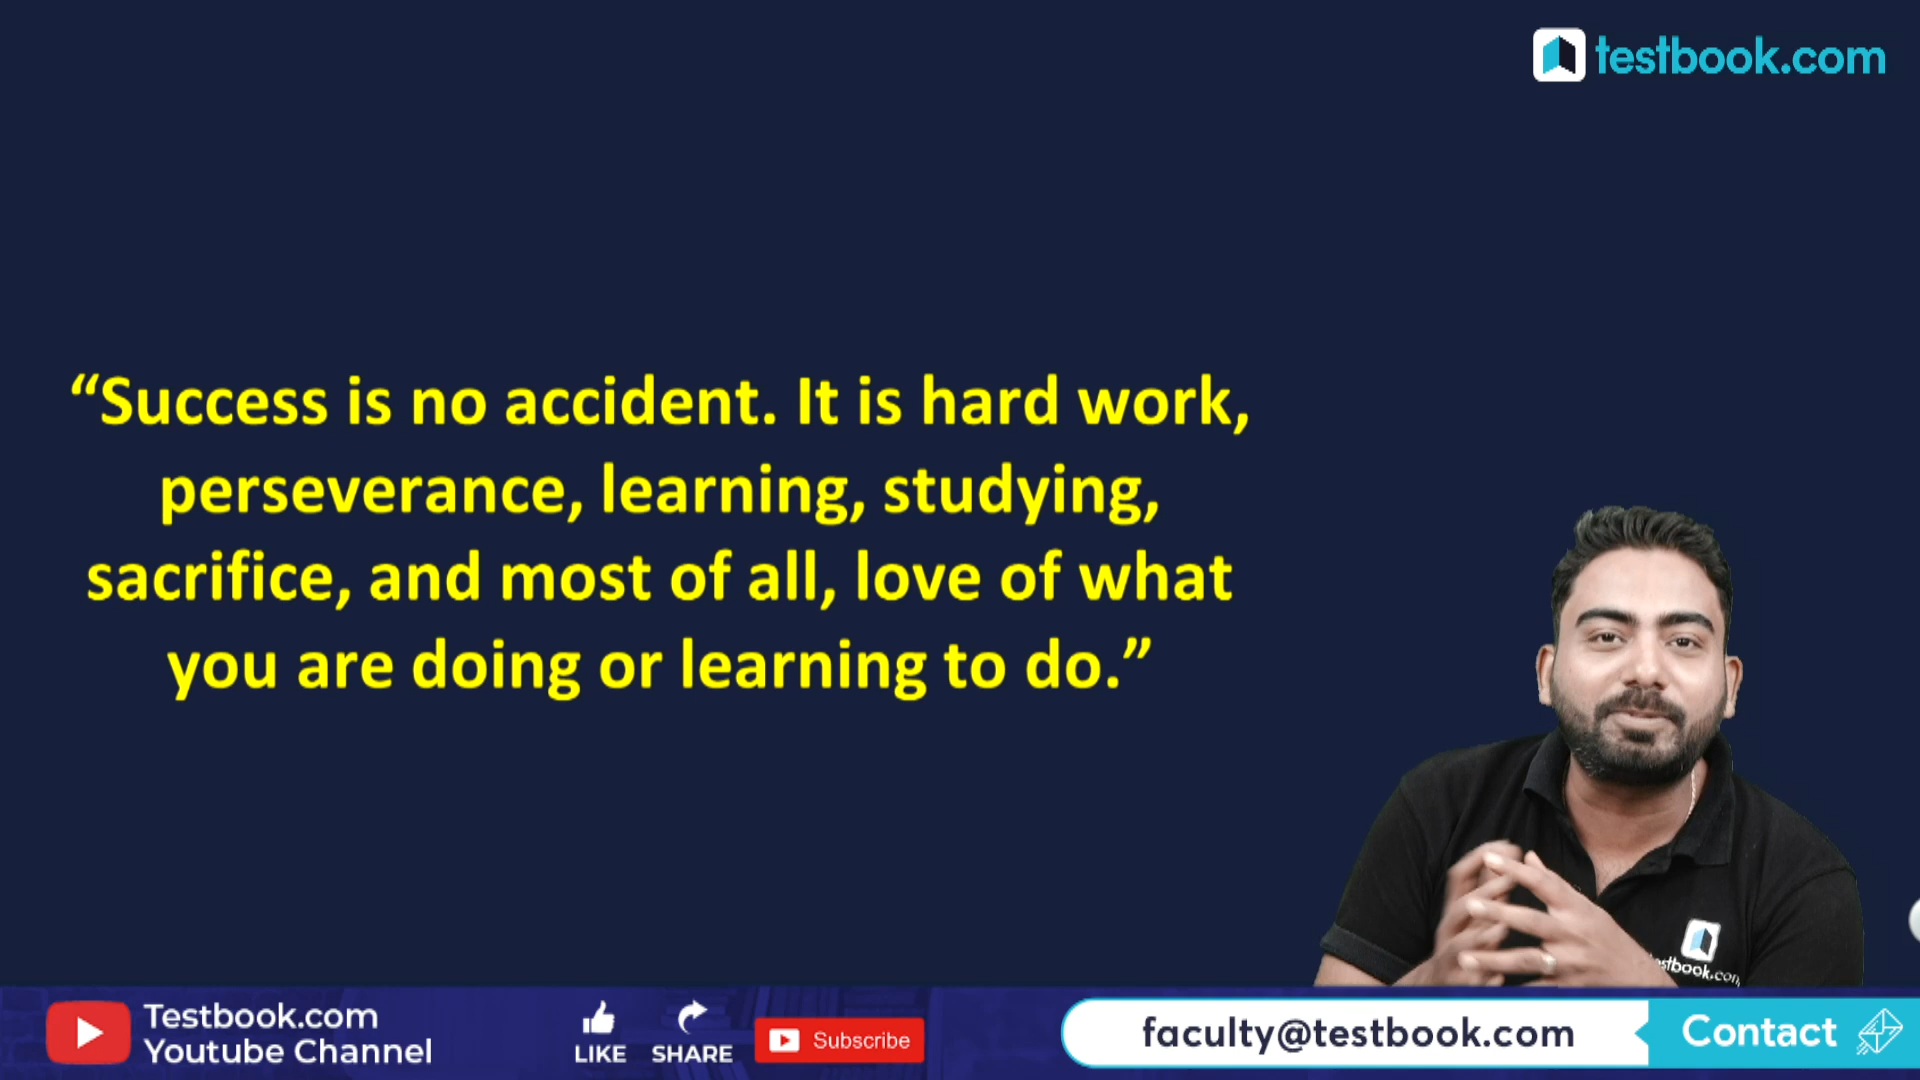 testbook.com
“Success is no accident. It is hard work,
perseverance, learning, studying,
sacrifice, and most of all, love of what
you are doing or learning to do.”
testbook.com
Testbook.com
Youtube Channel
LIKE
SHARE
Subscribe
faculty@testbook.com
Contact